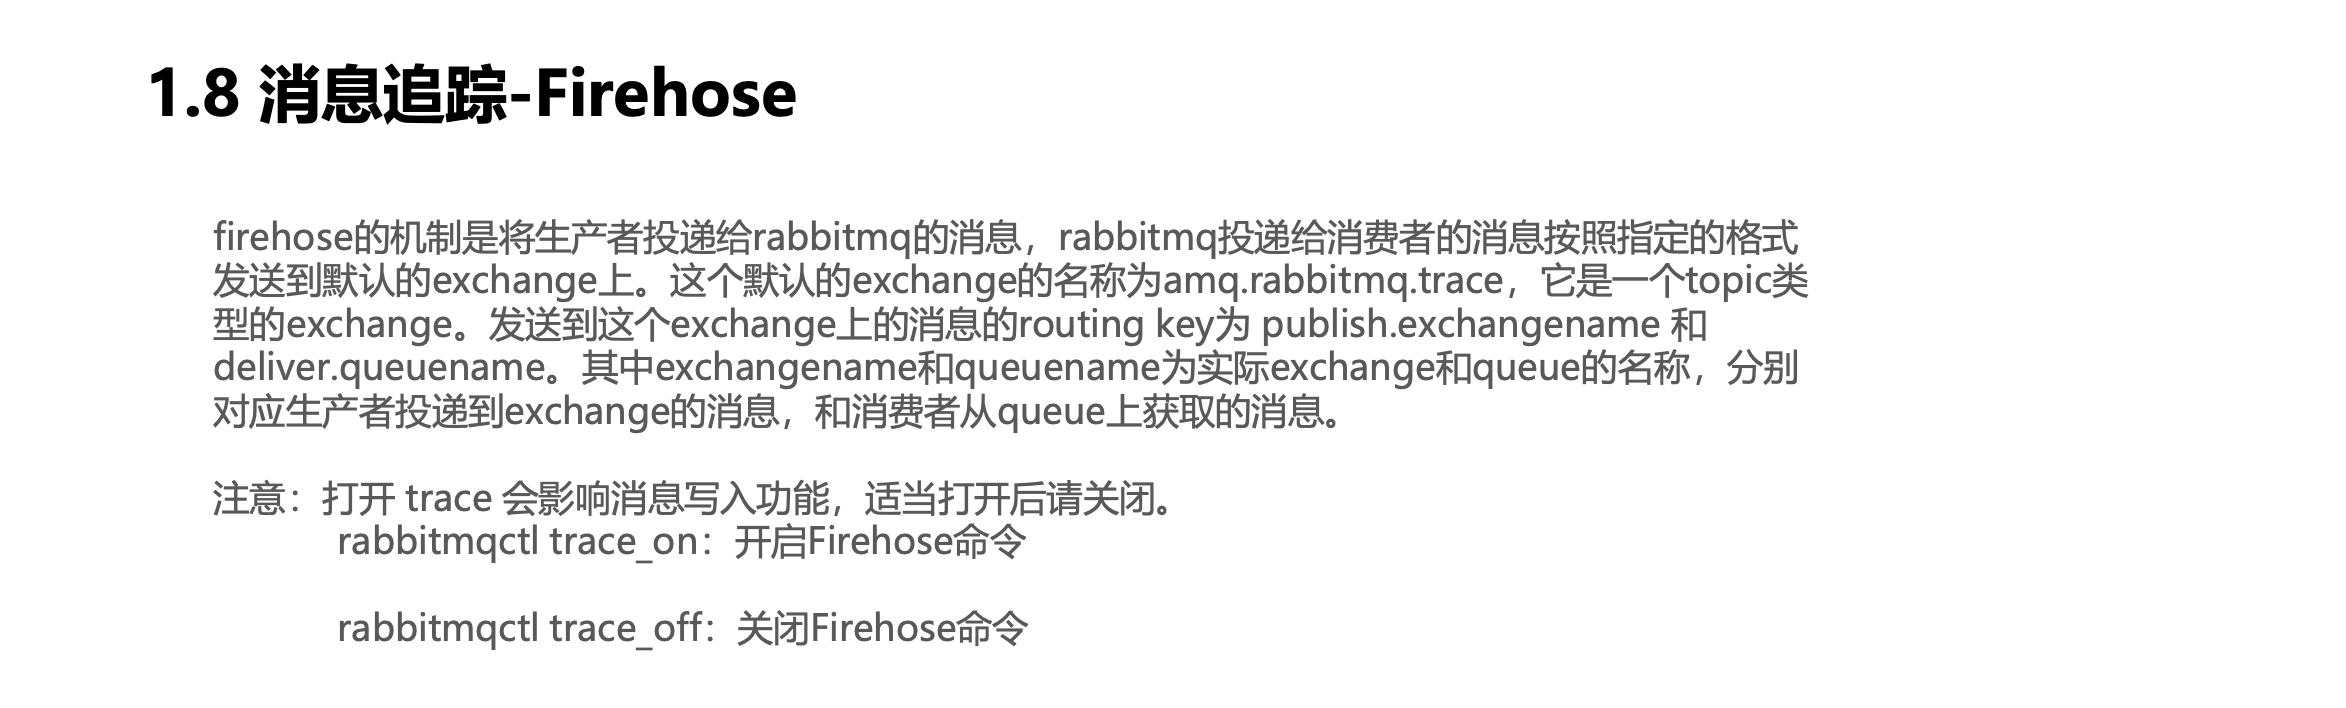 1.8 消息追踪-Firehose
firehose的机制是将生产者投递给rabbitmq的消息，rabbitmq投递给消费者的消息按照指定的格式
发送到默认的exchange上。这个默认的exchange的名称为amq.rabbitmq.trace，它是一个topic类
型的exchange。发送到这个exchange上的消息的routing key为 publish.exchangename 和
deliver.queuename。其中exchangename和queuename为实际exchange和queue的名称，分别
对应生产者投递到exchange的消息，和消费者从queue上获取的消息。
注意：打开 trace 会影响消息写入功能，适当打开后请关闭。
rabbitmqctl trace_on：开启Firehose命令
rabbitmqctl trace_off：关闭Firehose命令